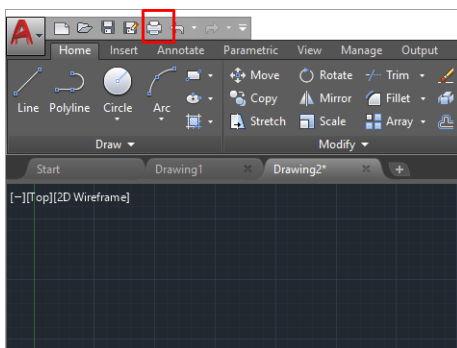 A
Home Insert Annotate Parametric View Manage Output
Move Rotate Trim
Line Polyline Circle Arc Copy Mirror Fillet
Stretch Scale Array
Draw Modify
Start Drawing1 Drawing2*
[−][Top][2D Wireframe]